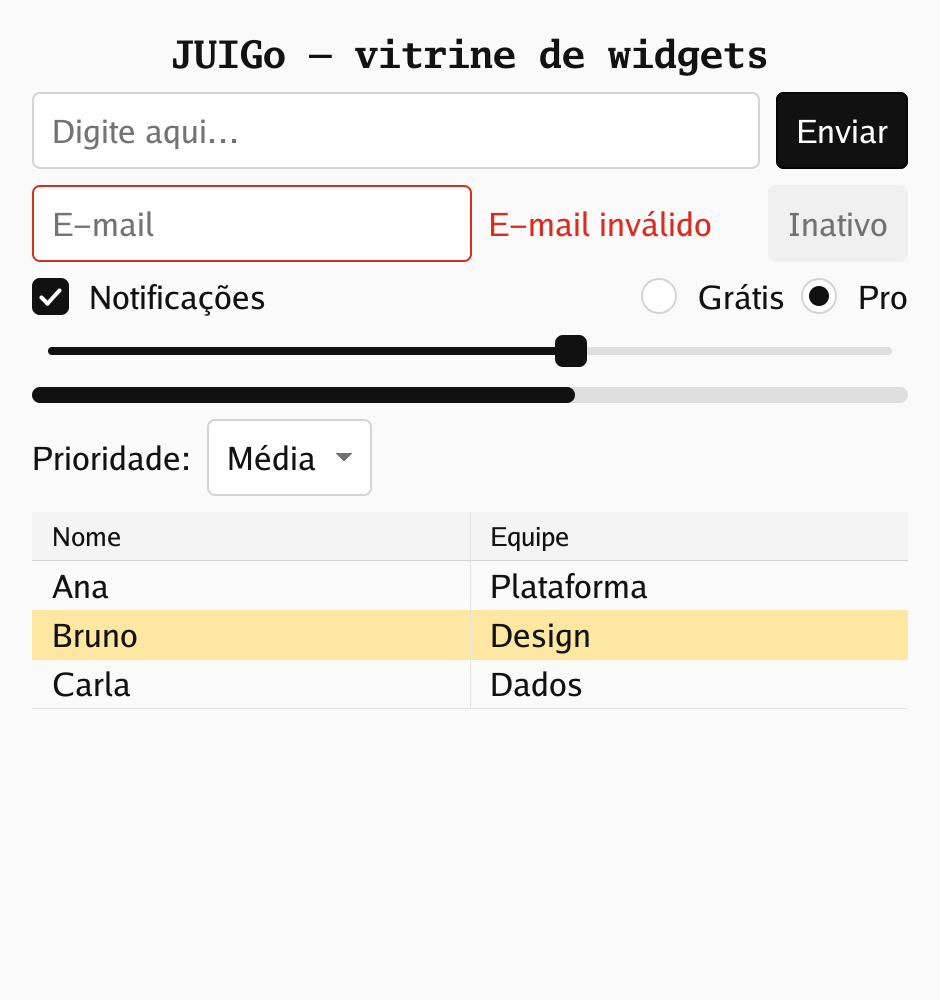 JUIGo — vitrine de widgets
Digite aqui... Enviar
E-mail E-mail inválido Inativo
Notificações Grátis Pro
Prioridade: Média
Nome Equipe
Ana Plataforma
Bruno Design
Carla Dados